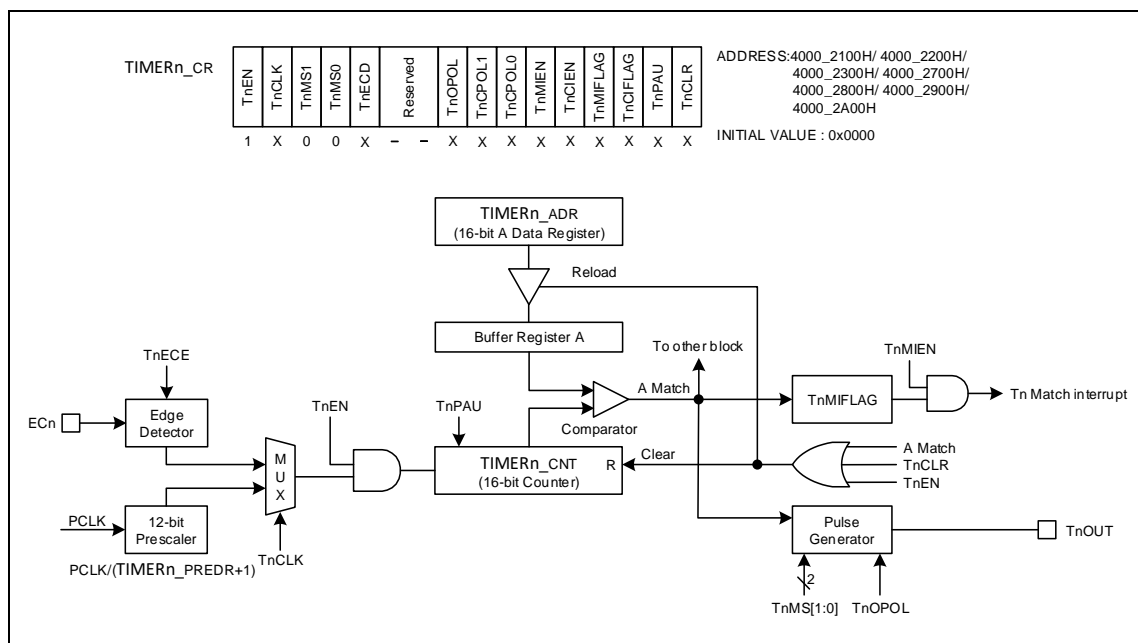 TIMERn_CR
TnEN
TnCLK
TnMS1
TnMS0
TnECD
Reserved
TnOPOL
TnCPOL1
TnCPOL0
TnMIEN
TnCIEN
TnMIFLAG
TnCIFLAG
TnPAU
TnCLR
ADDRESS:4000_2100H/ 4000_2200H/
4000_2300H/ 4000_2700H/
4000_2800H/ 4000_2900H/
4000_2A00H
1 X 0 0 X – – X X X X X X X X X
INITIAL VALUE : 0x0000
TIMERn_ADR
(16-bit A Data Register)
Reload
Buffer Register A
To other block
TnECE
TnMIEN
A Match
TnMIFLAG
Tn Match interrupt
ECn
Edge
Detector
TnEN
TnPAU
Comparator
MUX
TIMERn_CNT
(16-bit Counter)
R
Clear
A Match
TnCLR
TnEN
PCLK
12-bit
Prescaler
TnCLK
PCLK/(TIMERn_PREDR+1)
Pulse
Generator
TnOUT
2
TnMS[1:0]
TnOPOL